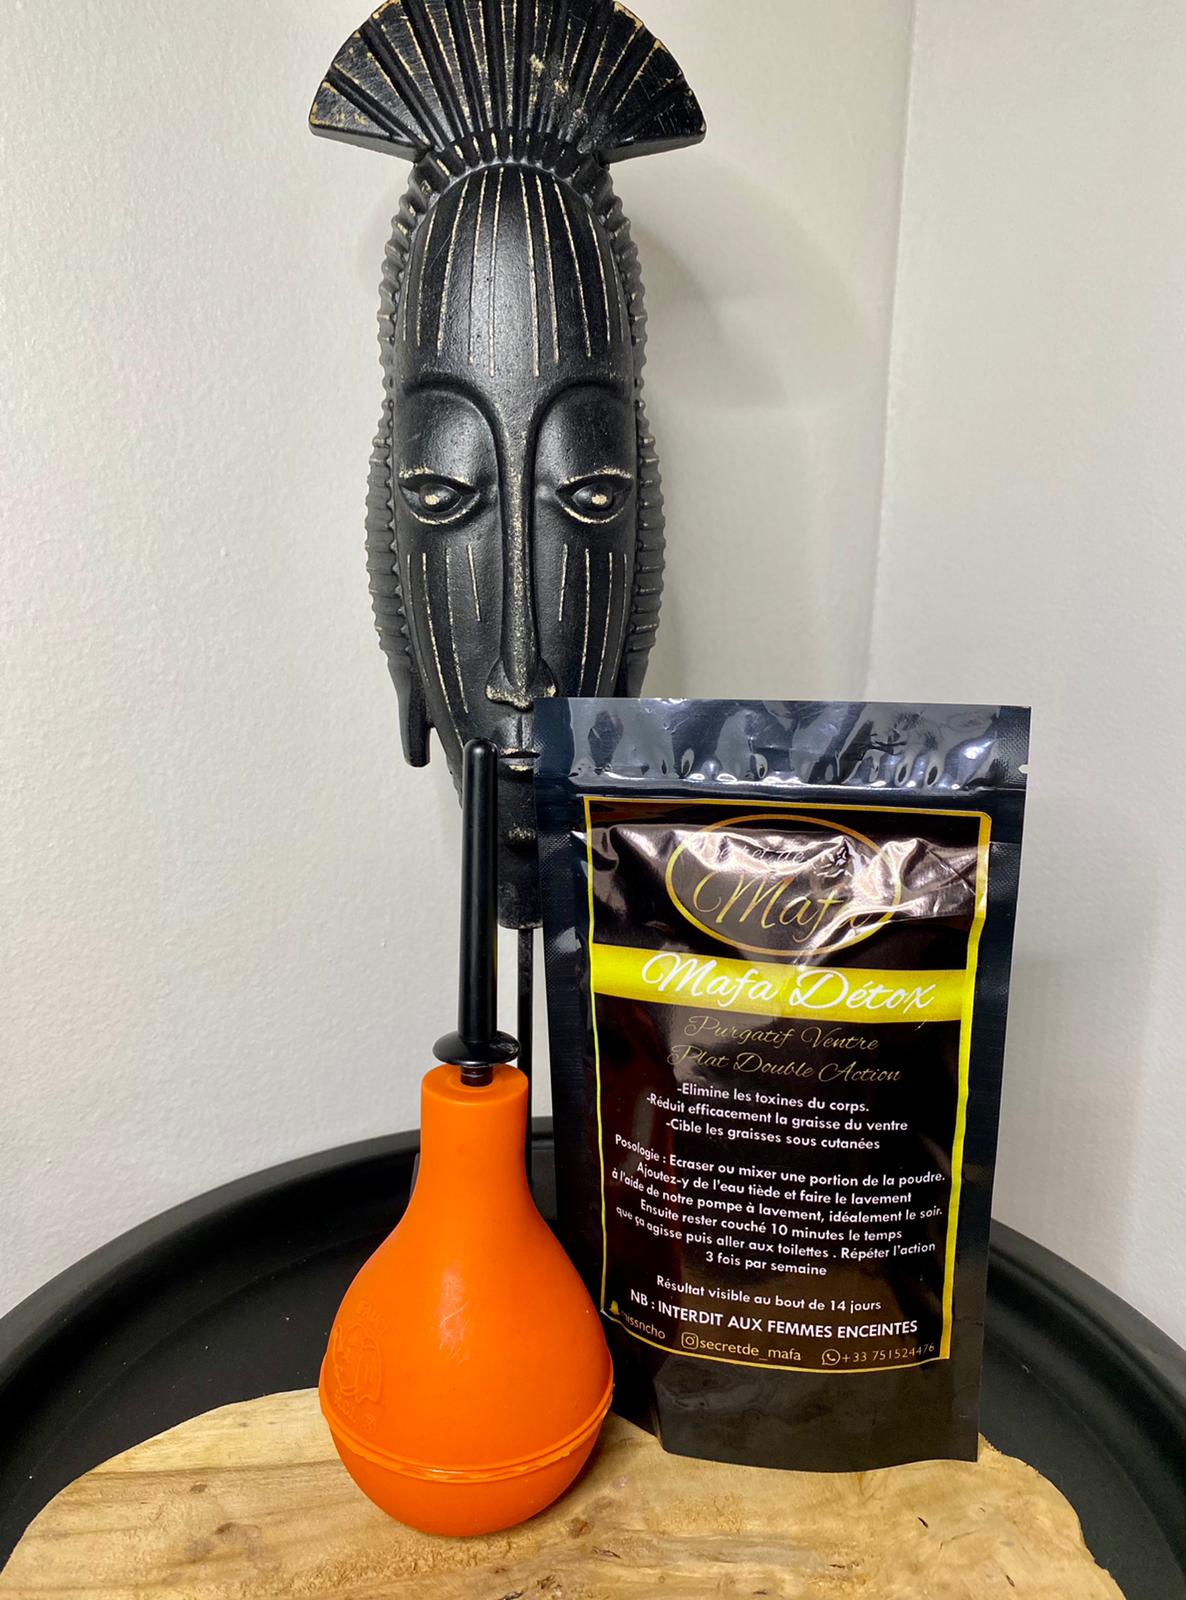 Secret de
Mafa
Mafa Détox
Purgatif Ventre
Plat Double Action
-Elimine les toxines du corps.
-Réduit efficacement la graisse du ventre
-Cible les graisses sous cutanées
Posologie : Ecraser ou mixer une portion de la poudre.
Ajoutez-y de l'eau tiède et faire le lavement
à l'aide de notre pompe à lavement, idéalement le soir.
Ensuite rester couché 10 minutes le temps
que ça agisse puis aller aux toilettes . Répéter l'action
3 fois par semaine
Résultat visible au bout de 14 jours
NB : INTERDIT AUX FEMMES ENCEINTES
missncho secretde_mafa +33 751524476